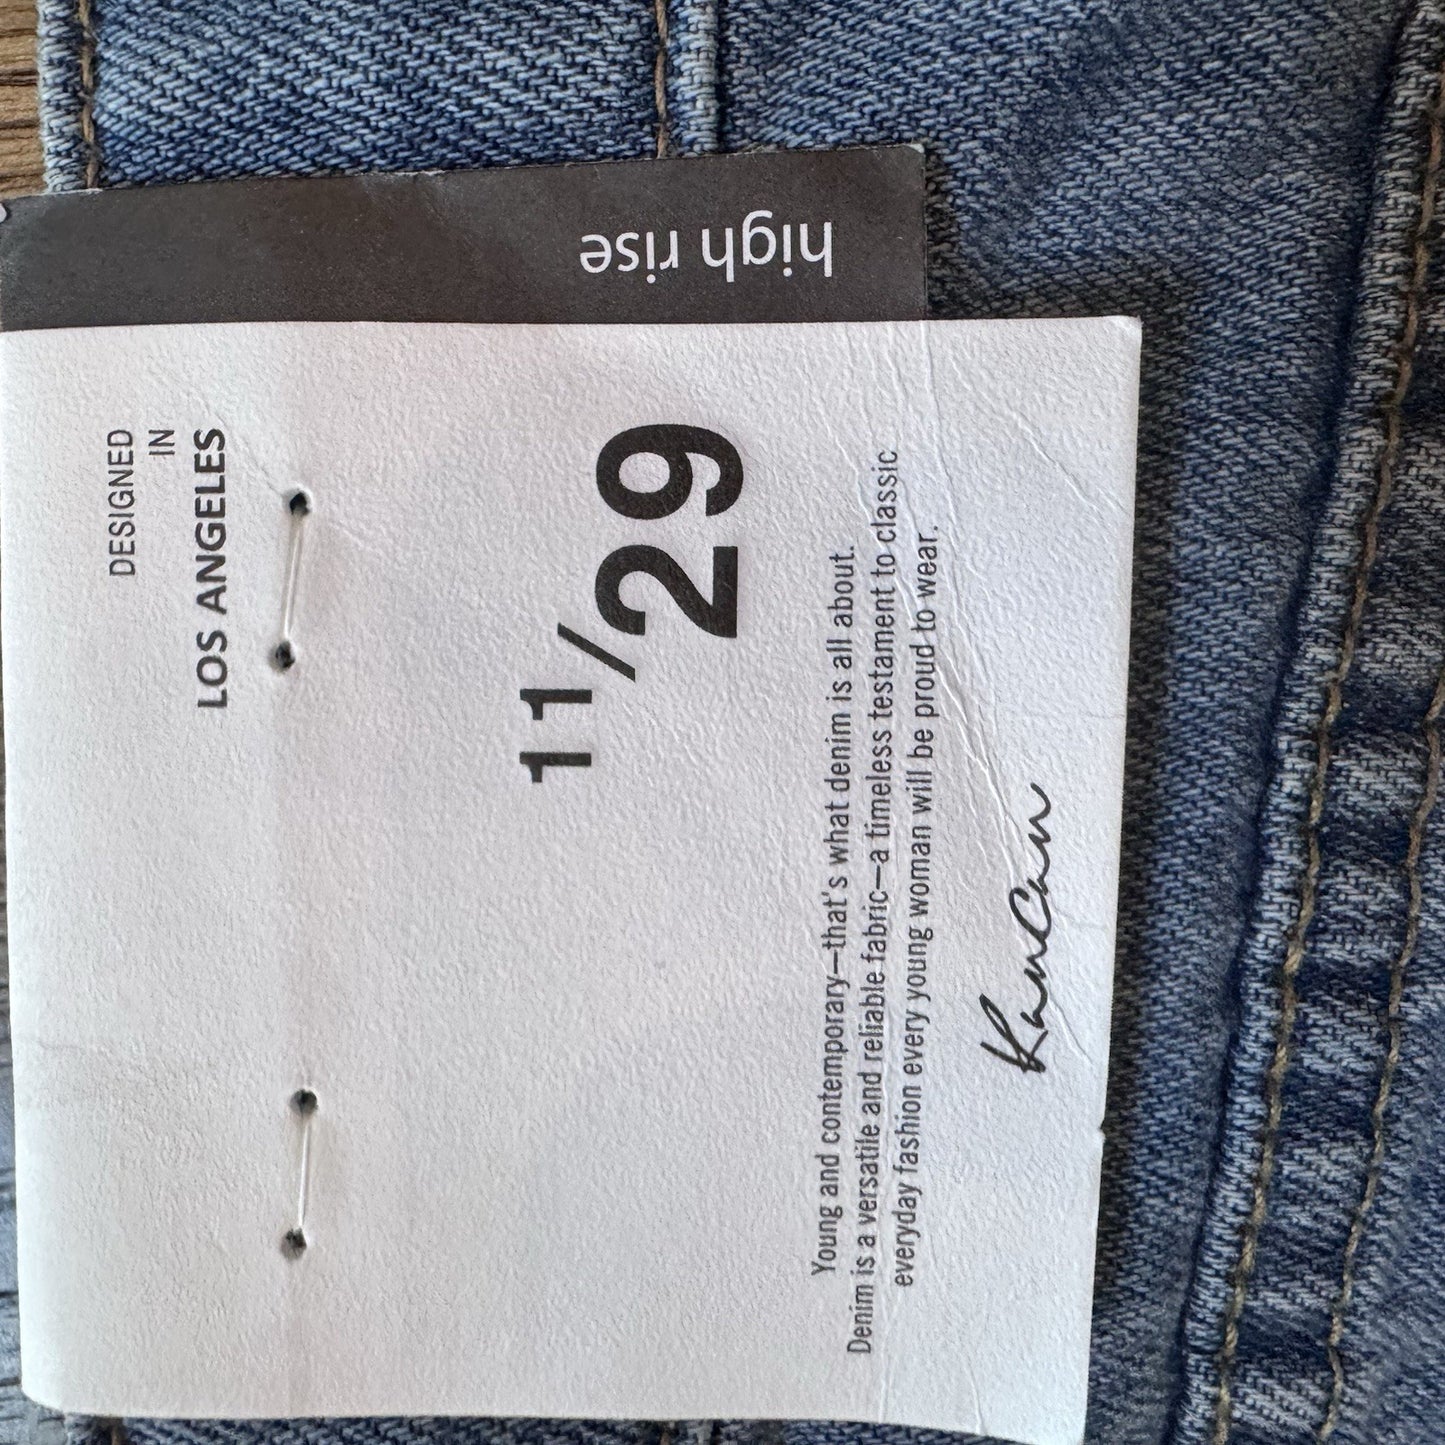 high rise
DESIGNED
IN
LOS ANGELES
11/29
Young and contemporary—that's what denim is all about.
Denim is a versatile and reliable fabric—a timeless testament to classic
everyday fashion every young woman will be proud to wear.
KanCan